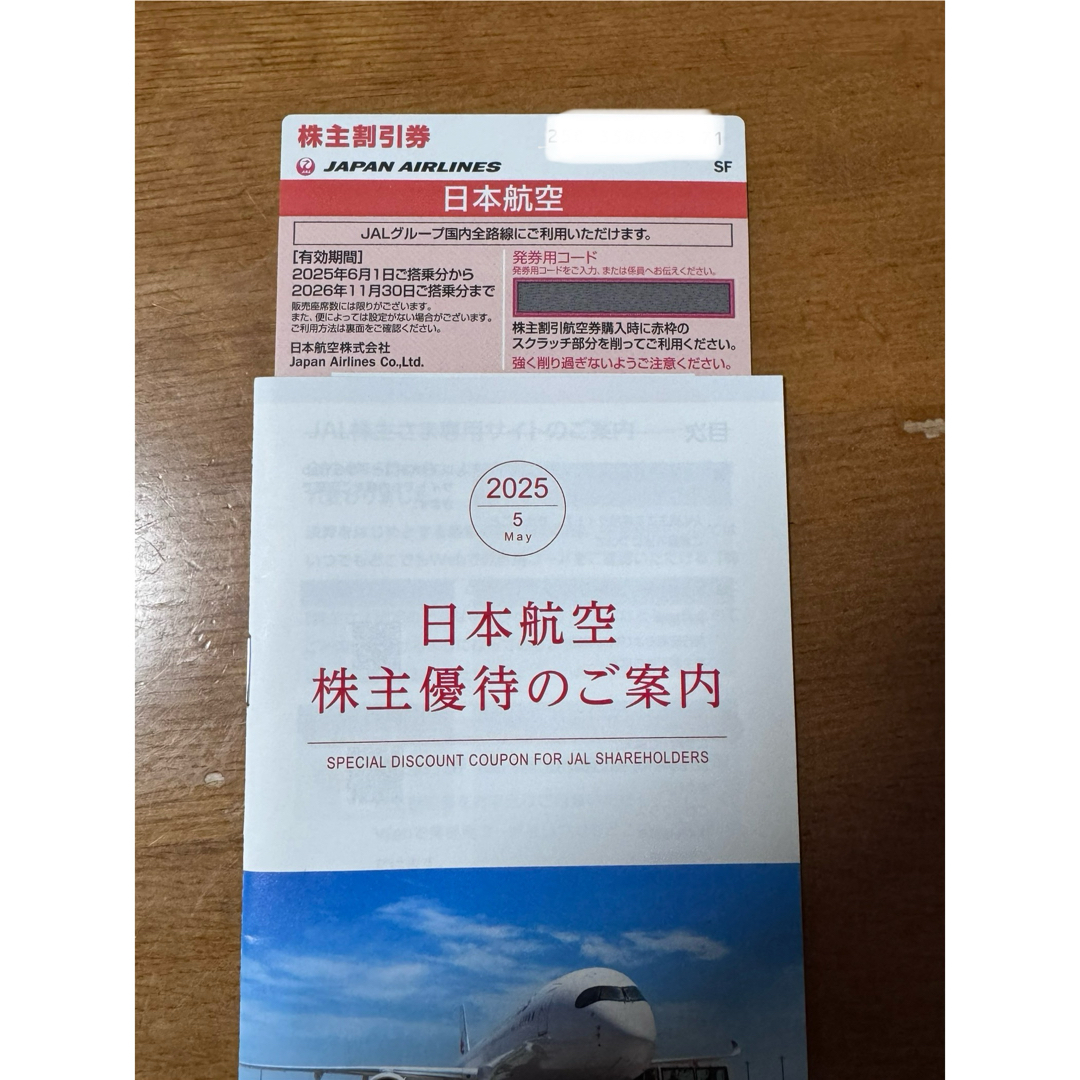 株主割引券
2 1
JAPAN AIRLINES
SF
日本航空
JALグループ国内全路線にご利用いただけます。
[有効期間]
2025年6月1日ご搭乗分から
2026年11月30日ご搭乗分まで
販売座席数には限りがございます。
また、便によっては設定がない場合がございます。
ご利用方法は裏面をご確認ください。
日本航空株式会社
Japan Airlines Co.,Ltd.
発券用コード
発券用コードをご入力、または係員へお伝えください。
株主割引航空券購入時に赤枠の
スクラッチ部分を削ってご利用ください。
強く削り過ぎないようご注意ください。
2025
5
May
日本航空
株主優待のご案内
SPECIAL DISCOUNT COUPON FOR JAL SHAREHOLDERS